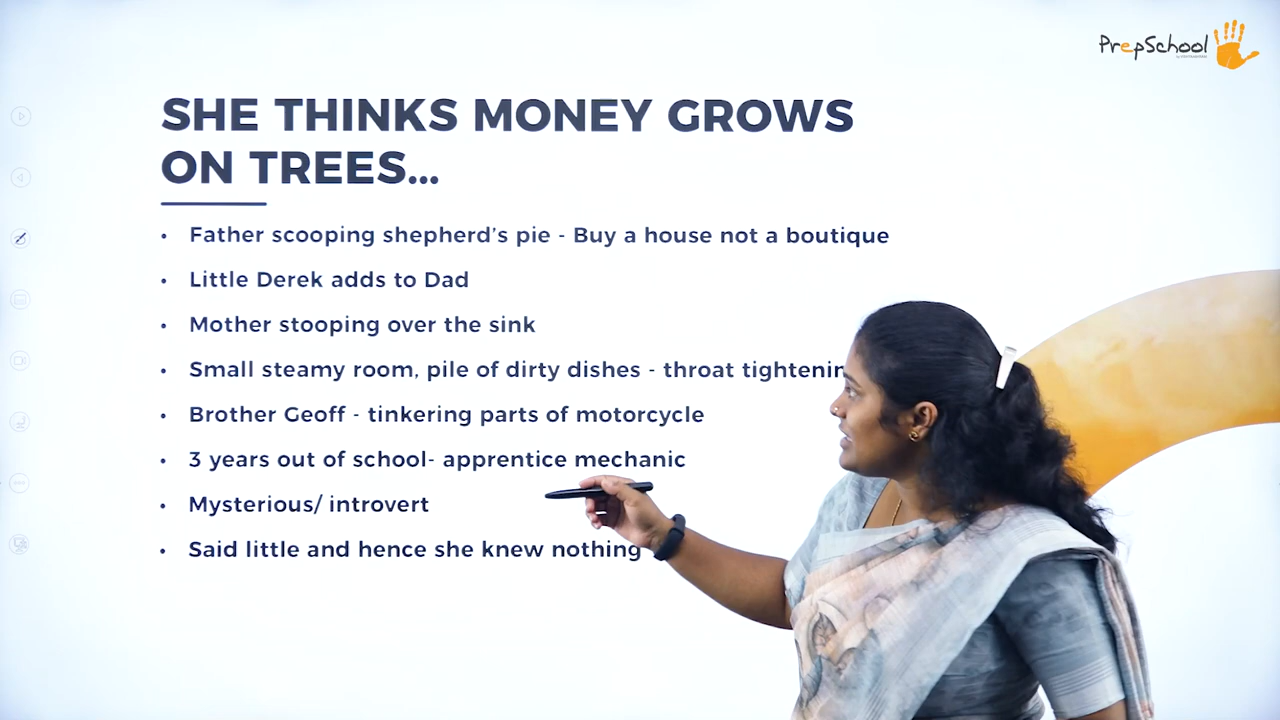 PrepSchool
SHE THINKS MONEY GROWS
ON TREES...
• Father scooping shepherd's pie - Buy a house not a boutique
• Little Derek adds to Dad
• Mother stooping over the sink
• Small steamy room, pile of dirty dishes - throat tightenin
• Brother Geoff - tinkering parts of motorcycle
• 3 years out of school- apprentice mechanic
• Mysterious/ introvert
• Said little and hence she knew nothing